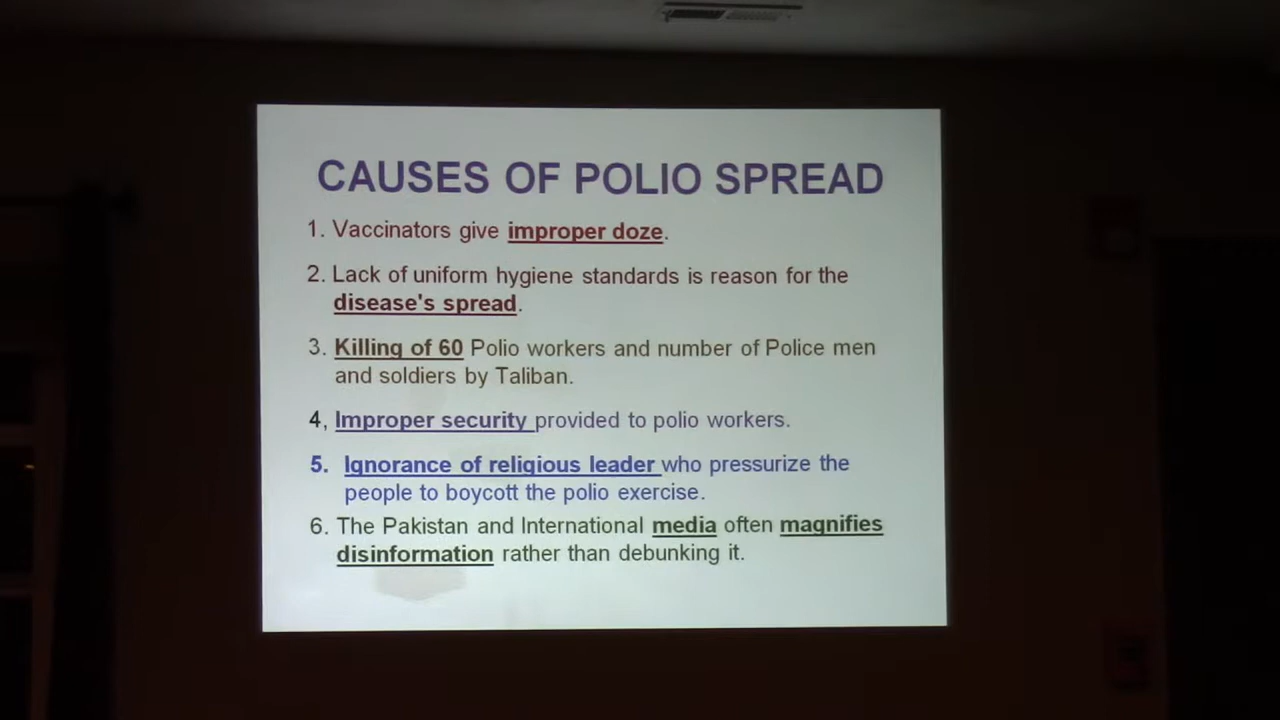 CAUSES OF POLIO SPREAD
1. Vaccinators give improper doze.
2. Lack of uniform hygiene standards is reason for the
disease's spread.
3. Killing of 60 Polio workers and number of Police men
and soldiers by Taliban.
4, Improper security provided to polio workers.
5. Ignorance of religious leader who pressurize the
people to boycott the polio exercise.
6. The Pakistan and International media often magnifies
disinformation rather than debunking it.